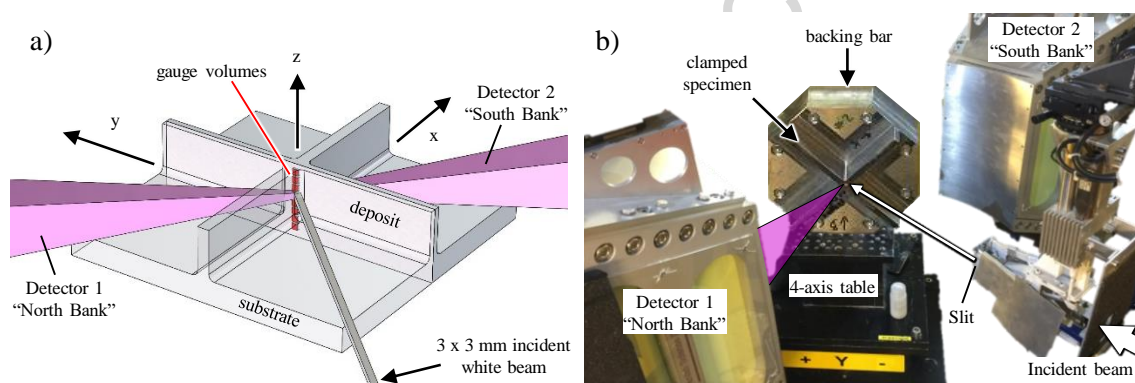 a)
z
gauge volumes
Detector 2
“South Bank”
y
x
deposit
Detector 1
“North Bank”
substrate
3 x 3 mm incident
white beam
b)
backing bar
Detector 2
“South Bank”
clamped
specimen
4-axis table
Detector 1
“North Bank”
Slit
+ Y -
Incident beam